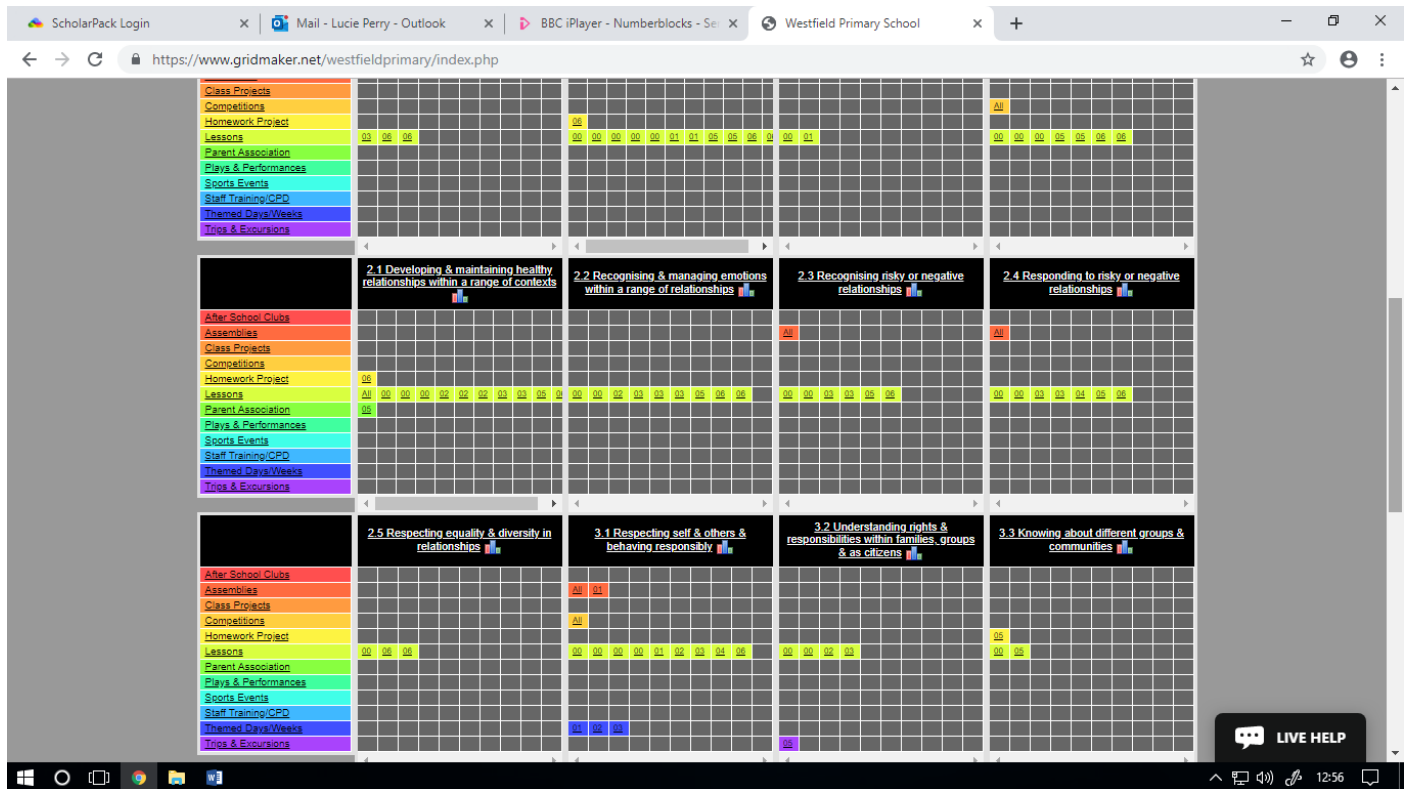 ScholarPack Login
Mail - Lucie Perry - Outlook
BBC iPlayer - Numberblocks - Se
Westfield Primary School
https://www.gridmaker.net/westfieldprimary/index.php
Class Projects
Competitions All
Homework Project 06
Lessons 03 06 06 00 00 00 00 00 01 01 05 05 06 00 01 00 00 00 05 05 06 06
Parent Association
Plays & Performances
Sports Events
Staff Training/CPD
Themed Days/Weeks
Trips & Excursions
2.1 Developing & maintaining healthy
relationships within a range of contexts
2.2 Recognising & managing emotions
within a range of relationships
2.3 Recognising risky or negative
relationships
2.4 Responding to risky or negative
relationships
After School Clubs
Assemblies All All
Class Projects
Competitions
Homework Project 06
Lessons All 00 00 00 02 02 02 03 03 05 00 00 02 03 03 03 05 06 06 00 00 03 03 05 06 00 00 03 03 04 05 06
Parent Association 05
Plays & Performances
Sports Events
Staff Training/CPD
Themed Days/Weeks
Trips & Excursions
2.5 Respecting equality & diversity in
relationships
3.1 Respecting self & others &
behaving responsibly
3.2 Understanding rights &
responsibilities within families, groups
& as citizens
3.3 Knowing about different groups &
communities
After School Clubs
Assemblies All 01
Class Projects
Competitions All
Homework Project 05
Lessons 00 06 06 00 00 00 00 01 02 03 04 06 00 00 02 03 00 05
Parent Association
Plays & Performances
Sports Events
Staff Training/CPD
Themed Days/Weeks 01 02 03
Trips & Excursions 05
LIVE HELP
12:56